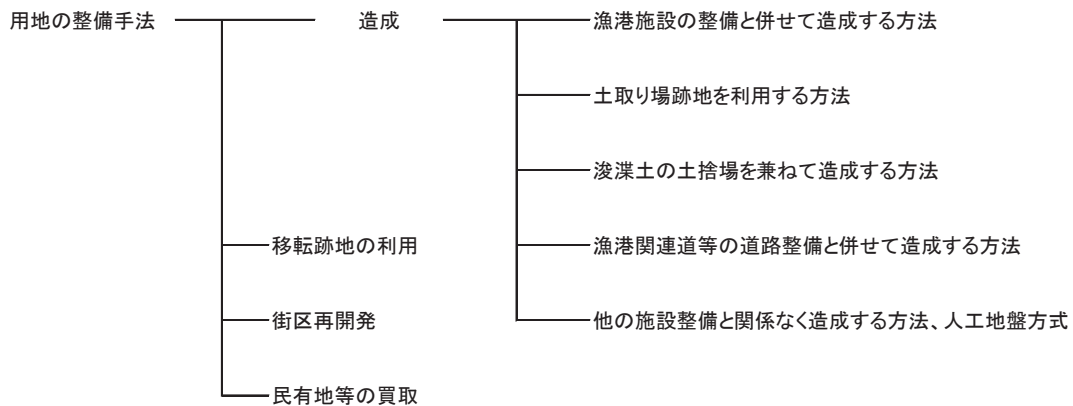 用地の整備手法 造成 漁港施設の整備と併せて造成する方法
土取り場跡地を利用する方法
浚渫土の土捨場を兼ねて造成する方法
移転跡地の利用 漁港関連道等の道路整備と併せて造成する方法
街区再開発 他の施設整備と関係なく造成する方法、人工地盤方式
民有地等の買取